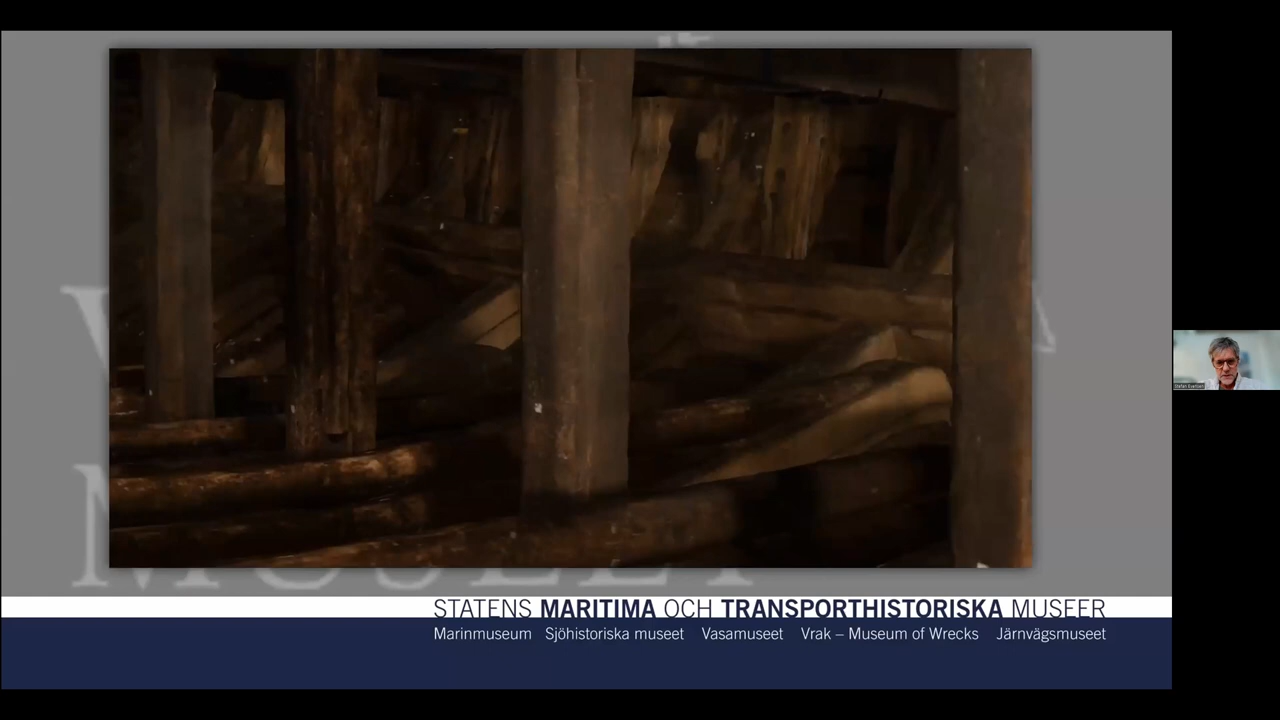 STATENS MARITIMA OCH TRANSPORTHISTORISKA MUSEER
Marinmuseum Sjöhistoriska museet Vasamuseet Vrak – Museum of Wrecks Järnvägsmuseet